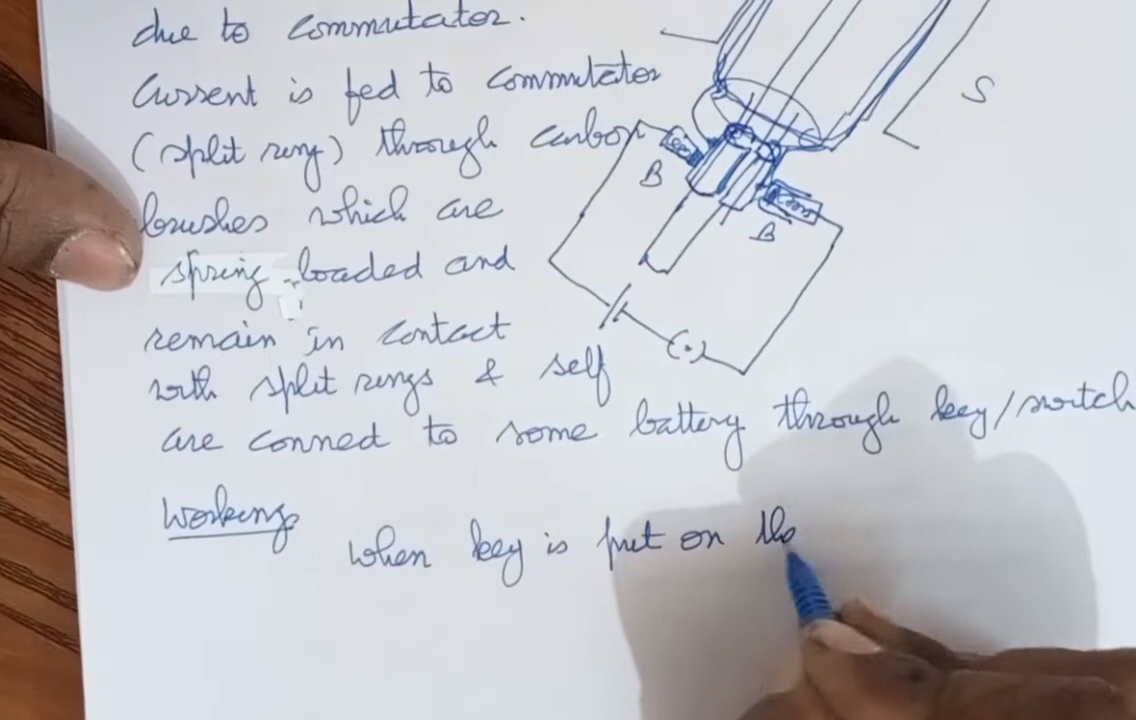 due to commutator.
Current is fed to commutator
(split ring) through carbon
brushes which are
spring loaded and
remain in contact
with split rings & self
are conned to some battery through key/switch
Working
When key is put on the
S
B
B